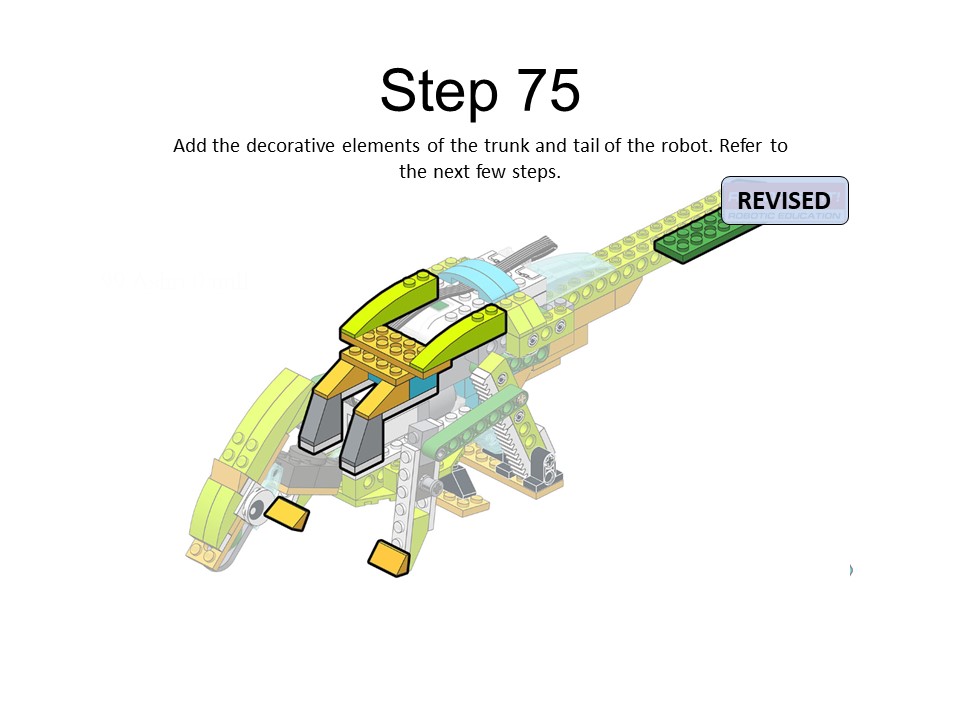 Step 75
Add the decorative elements of the trunk and tail of the robot. Refer to
the next few steps.
REVISED
ROBOTIC EDUCATION